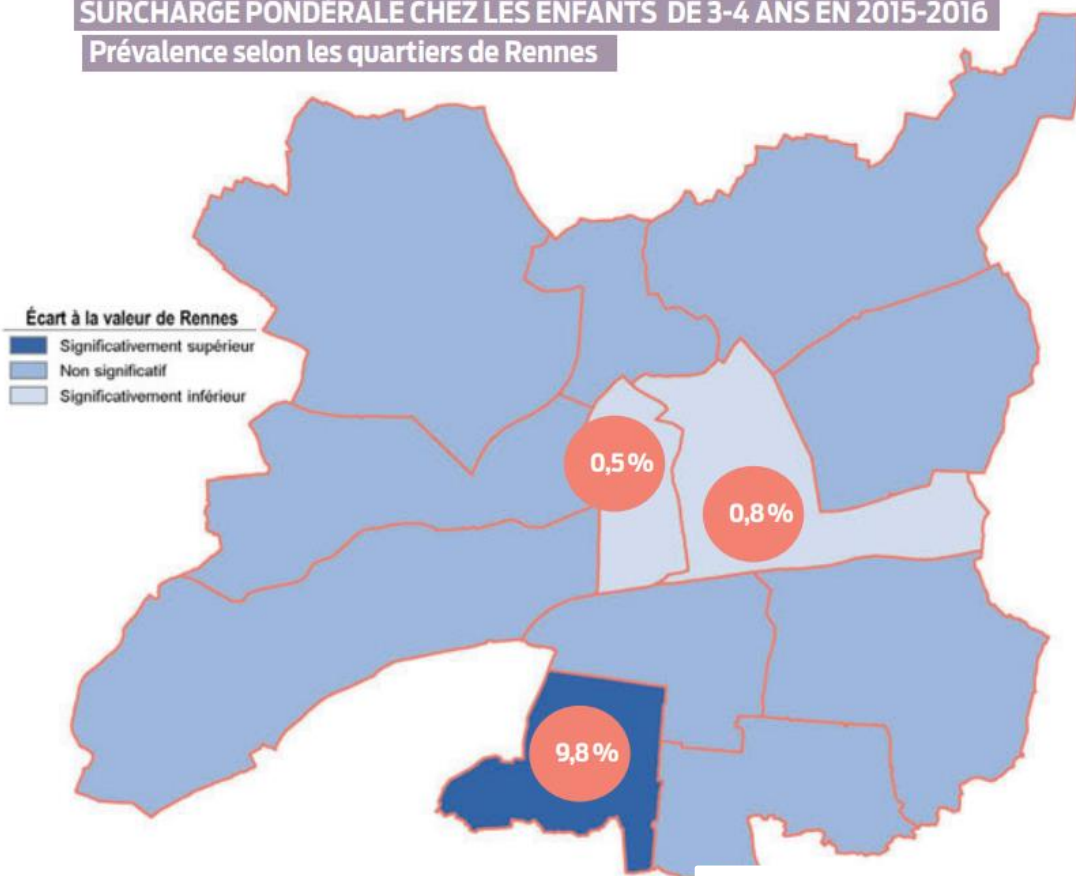 SURCHARGE PONDÉRALE CHEZ LES ENFANTS DE 3-4 ANS EN 2015-2016
Prévalence selon les quartiers de Rennes
Écart à la valeur de Rennes
Significativement supérieur
Non significatif
Significativement inférieur
0,5 %
0,8 %
9,8 %